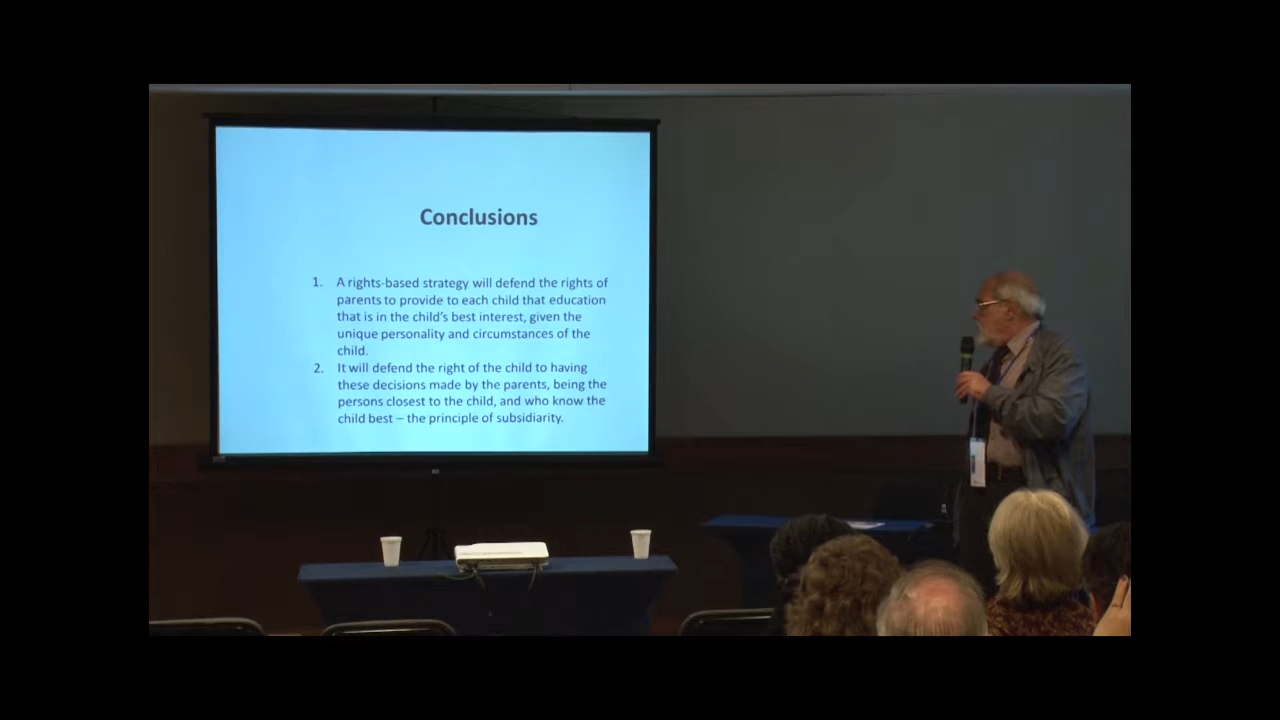 Conclusions
1. A rights-based strategy will defend the rights of
parents to provide to each child that education
that is in the child's best interest, given the
unique personality and circumstances of the
child.
2. It will defend the right of the child to having
these decisions made by the parents, being the
persons closest to the child, and who know the
child best – the principle of subsidiarity.